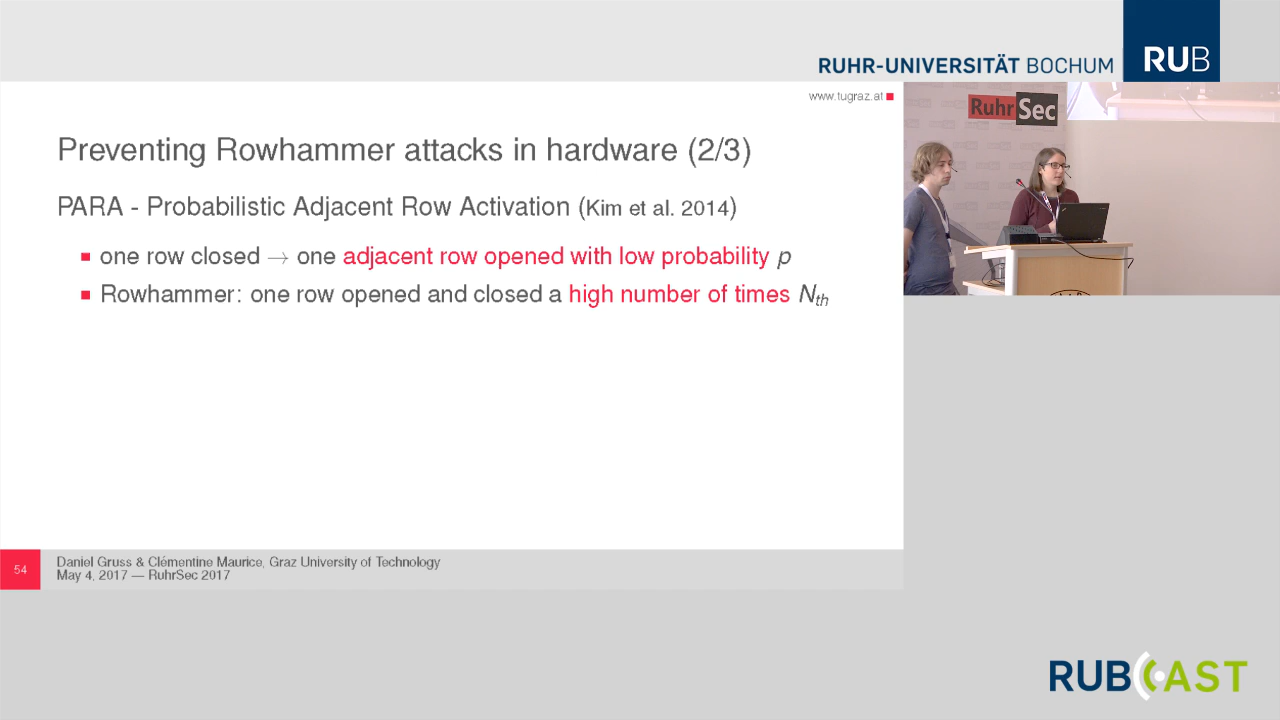 RUHR-UNIVERSITÄT BOCHUM RUB
www.tugraz.at
Ruhr Sec
Preventing Rowhammer attacks in hardware (2/3)
PARA - Probabilistic Adjacent Row Activation (Kim et al. 2014)
one row closed → one adjacent row opened with low probability p
Rowhammer: one row opened and closed a high number of times Nth
54
Daniel Gruss & Clémentine Maurice, Graz University of Technology
May 4, 2017 — RuhrSec 2017
RUBCAST